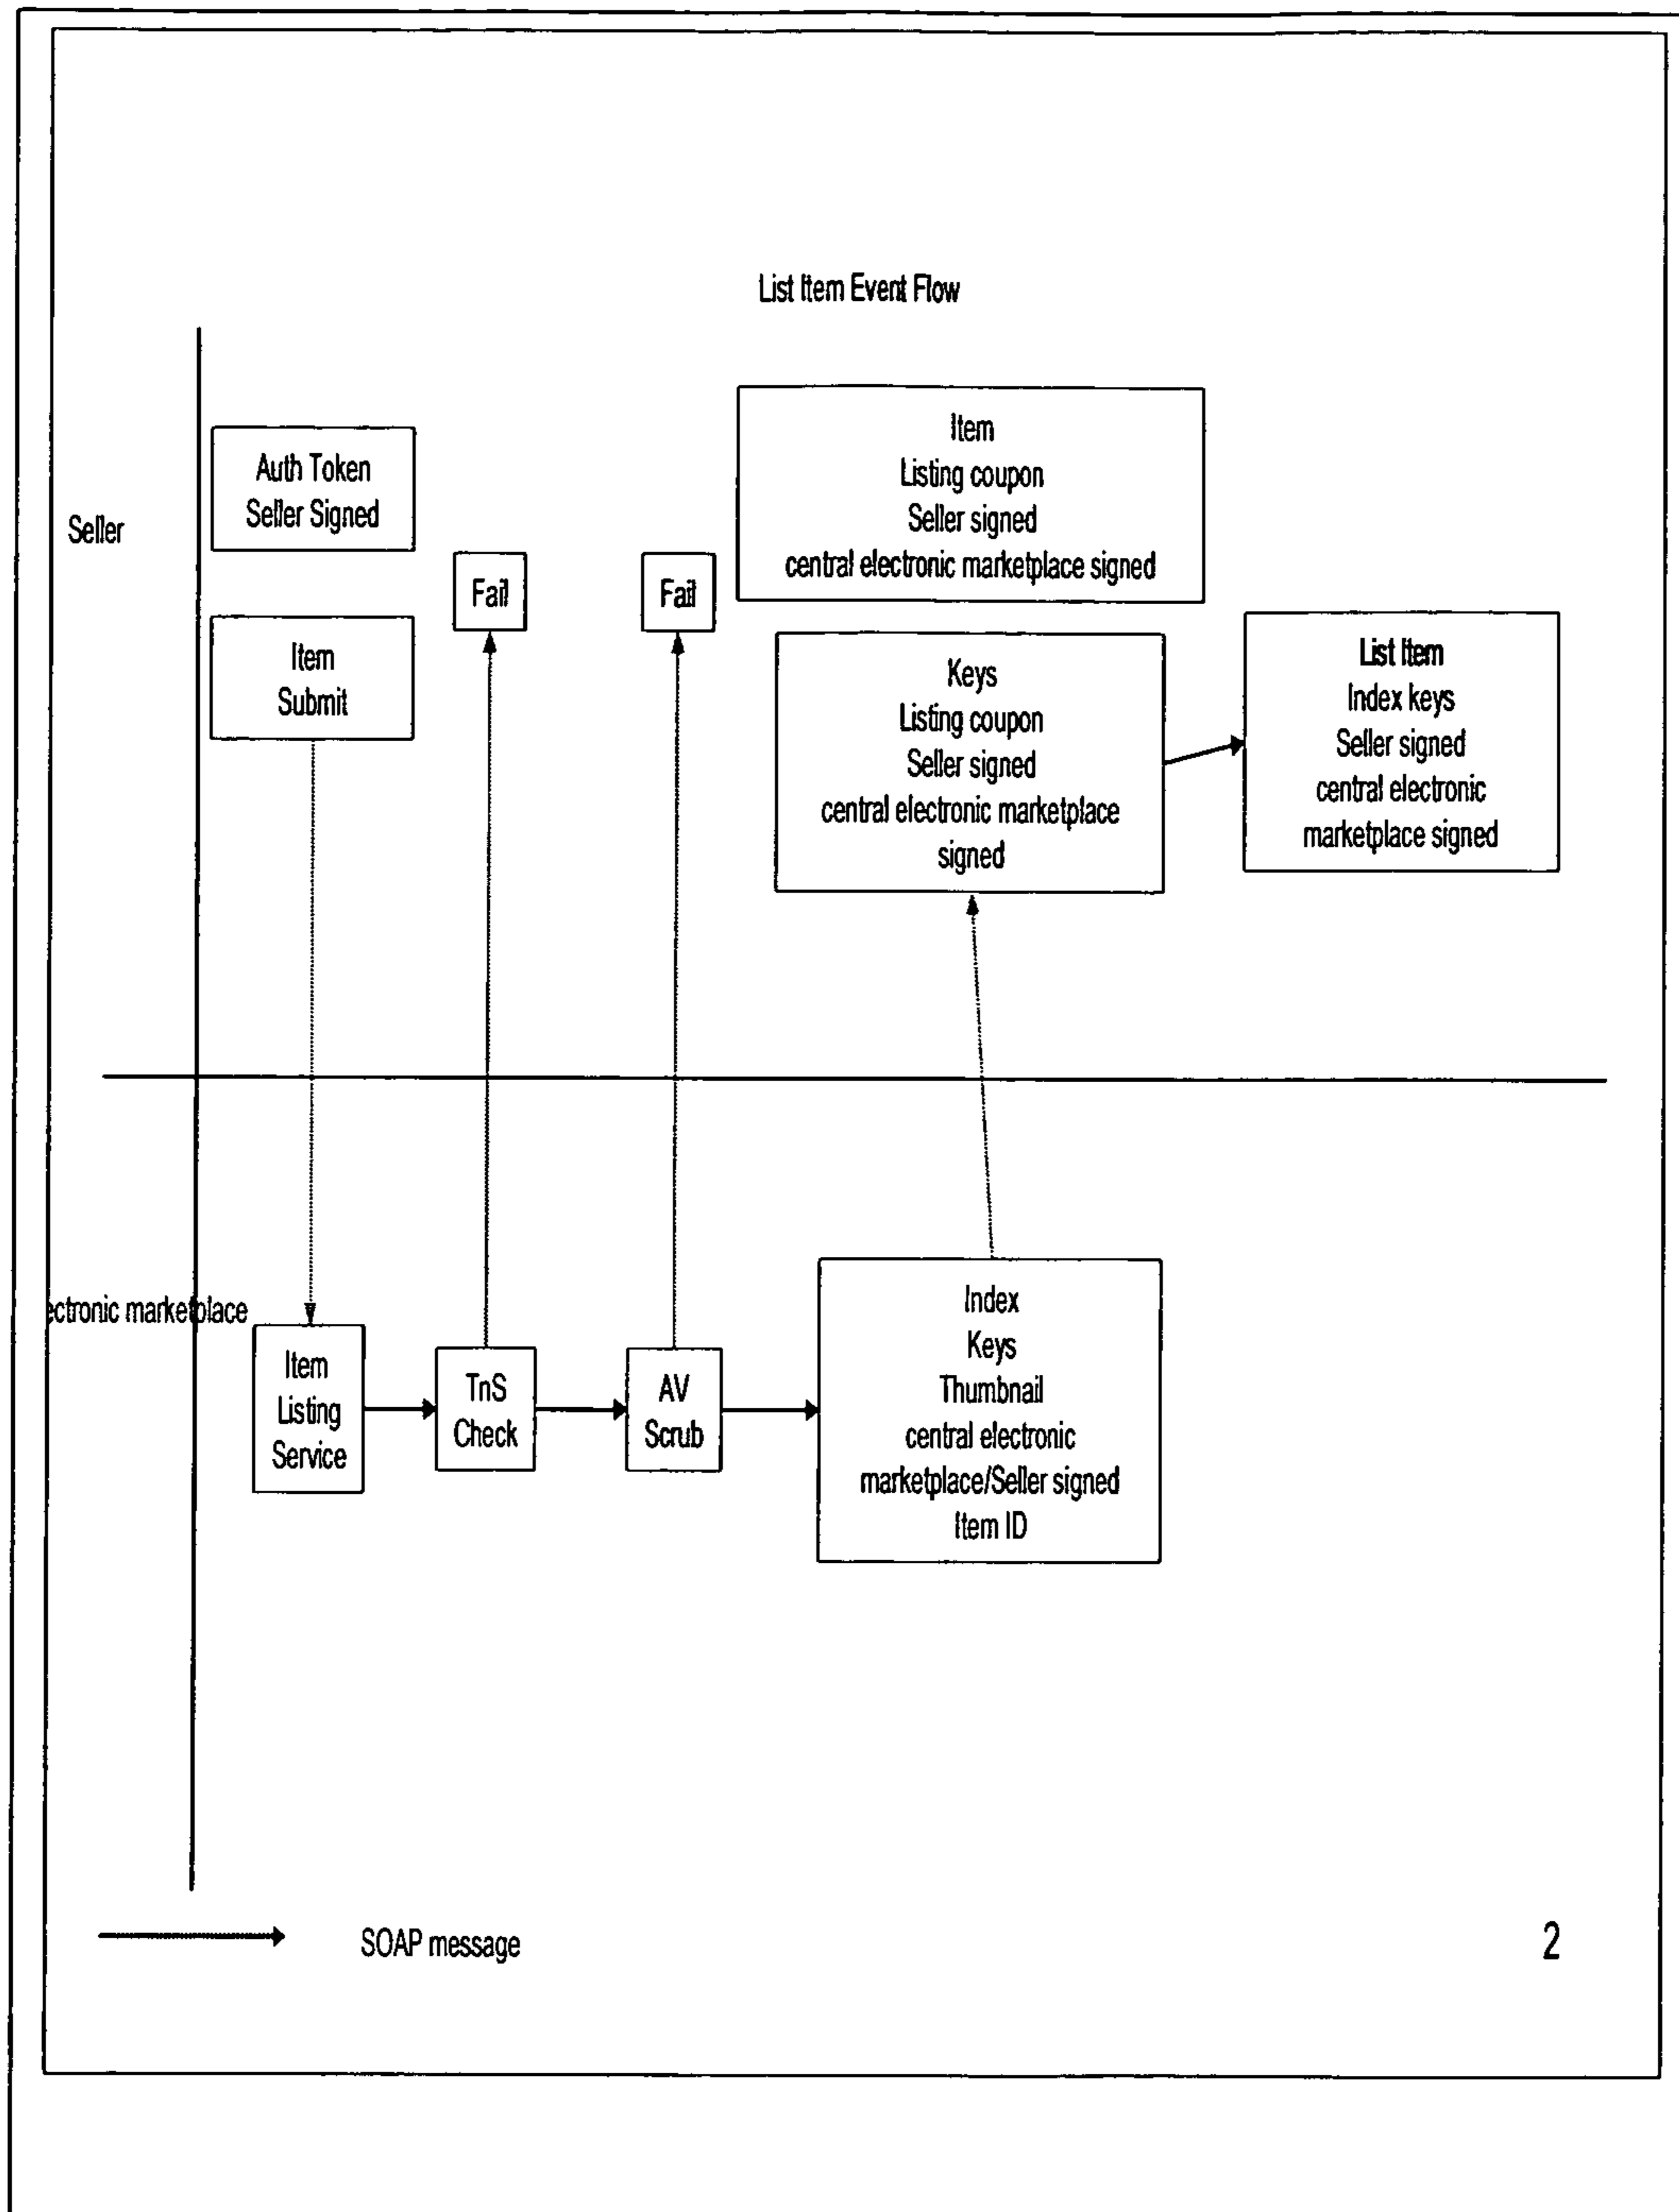 List Item Event Flow
Seller
Auth Token
Seller Signed
Item
Submit
Fail
Fail
Item
Listing coupon
Seller signed
central electronic marketplace signed
Keys
Listing coupon
Seller signed
central electronic marketplace
signed
List Item
Index keys
Seller signed
central electronic
marketplace signed
ectronic marketplace
Item
Listing
Service
TnS
Check
AV
Scrub
Index
Keys
Thumbnail
central electronic
marketplace/Seller signed
Item ID
SOAP message
2